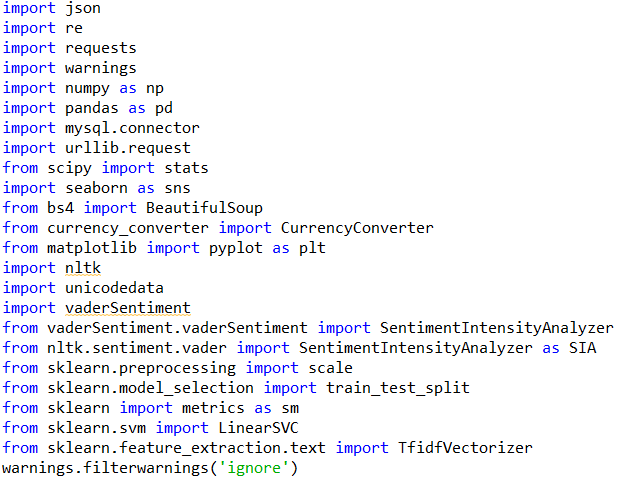 import json
import re
import requests
import warnings
import numpy as np
import pandas as pd
import mysql.connector
import urllib.request
from scipy import stats
import seaborn as sns
from bs4 import BeautifulSoup
from currency_converter import CurrencyConverter
from matplotlib import pyplot as plt
import nltk
import unicodedata
import vaderSentiment
from vaderSentiment.vaderSentiment import SentimentIntensityAnalyzer
from nltk.sentiment.vader import SentimentIntensityAnalyzer as SIA
from sklearn.preprocessing import scale
from sklearn.model_selection import train_test_split
from sklearn import metrics as sm
from sklearn.svm import LinearSVC
from sklearn.feature_extraction.text import TfidfVectorizer
warnings.filterwarnings('ignore')